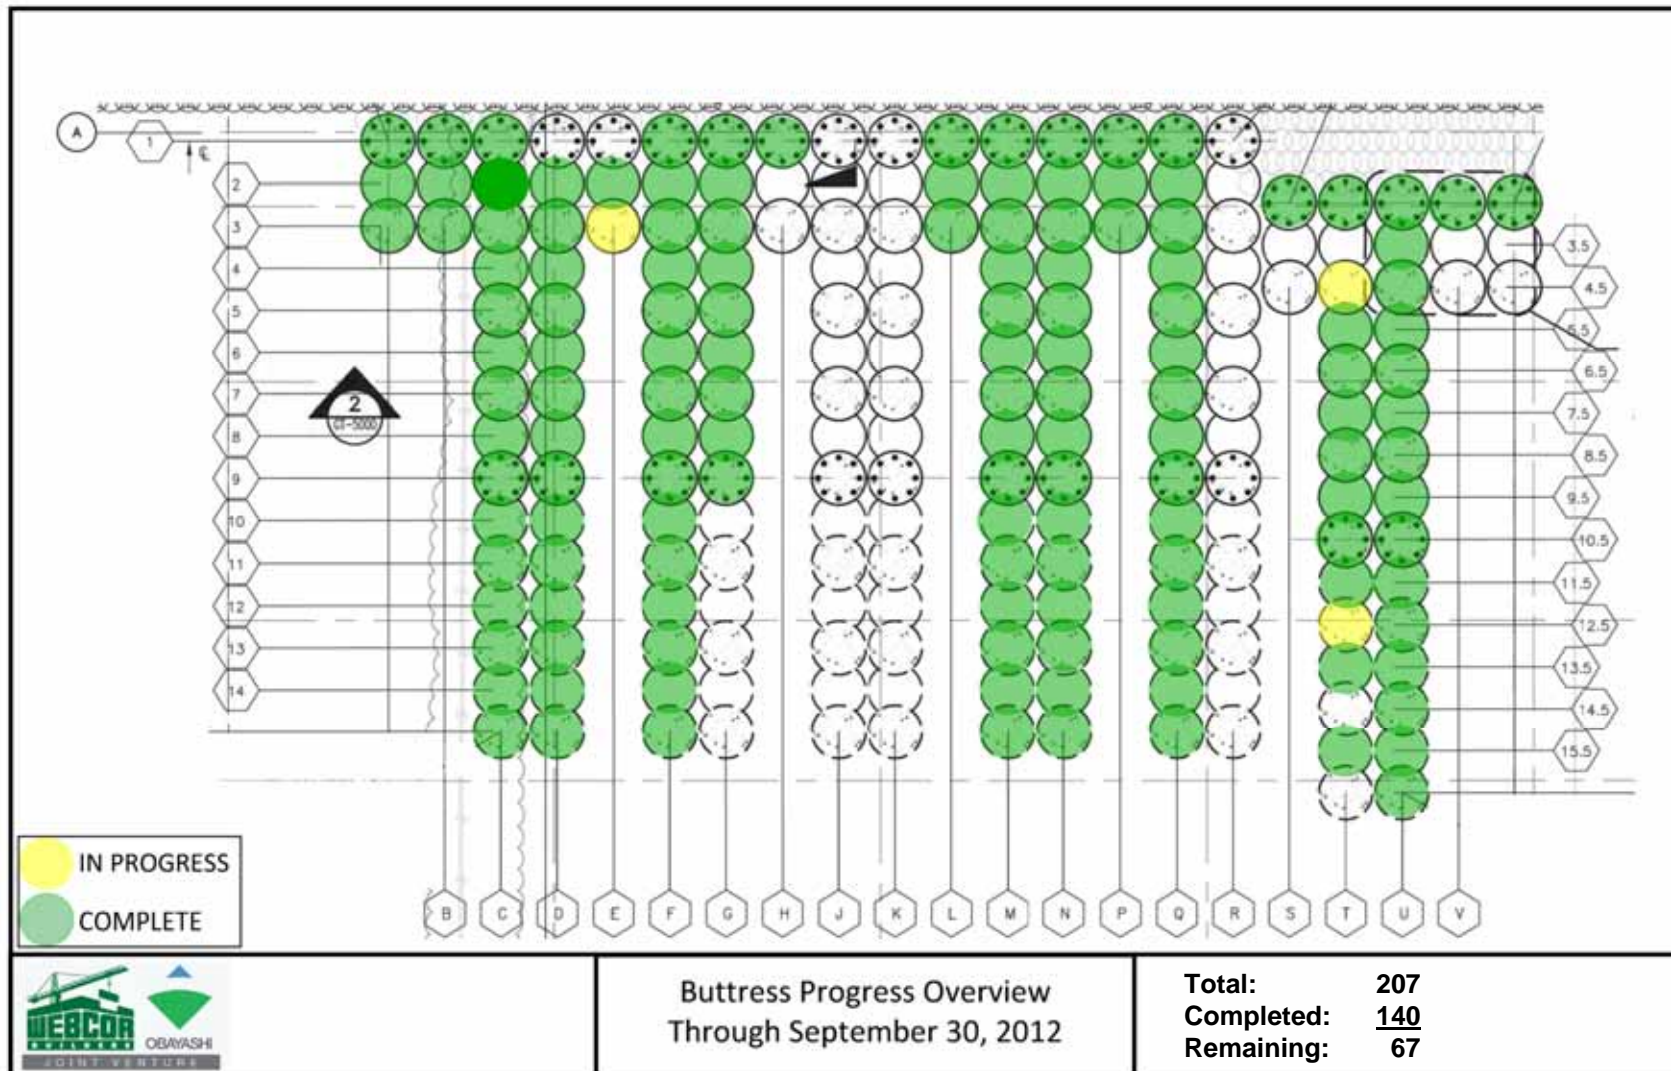 A
1
2
3
4
5
6
7
8
9
10
11
12
13
14
2
CT-5000
3.5
4.5
5.5
6.5
7.5
8.5
9.5
10.5
11.5
12.5
13.5
14.5
15.5
IN PROGRESS
COMPLETE
B C D E F G H J K L M N P Q R S T U V
WEBCOR
BUILDERS
OBAYASHI
JOINT VENTURE
Buttress Progress Overview
Through September 30, 2012
Total: 207
Completed: 140
Remaining: 67